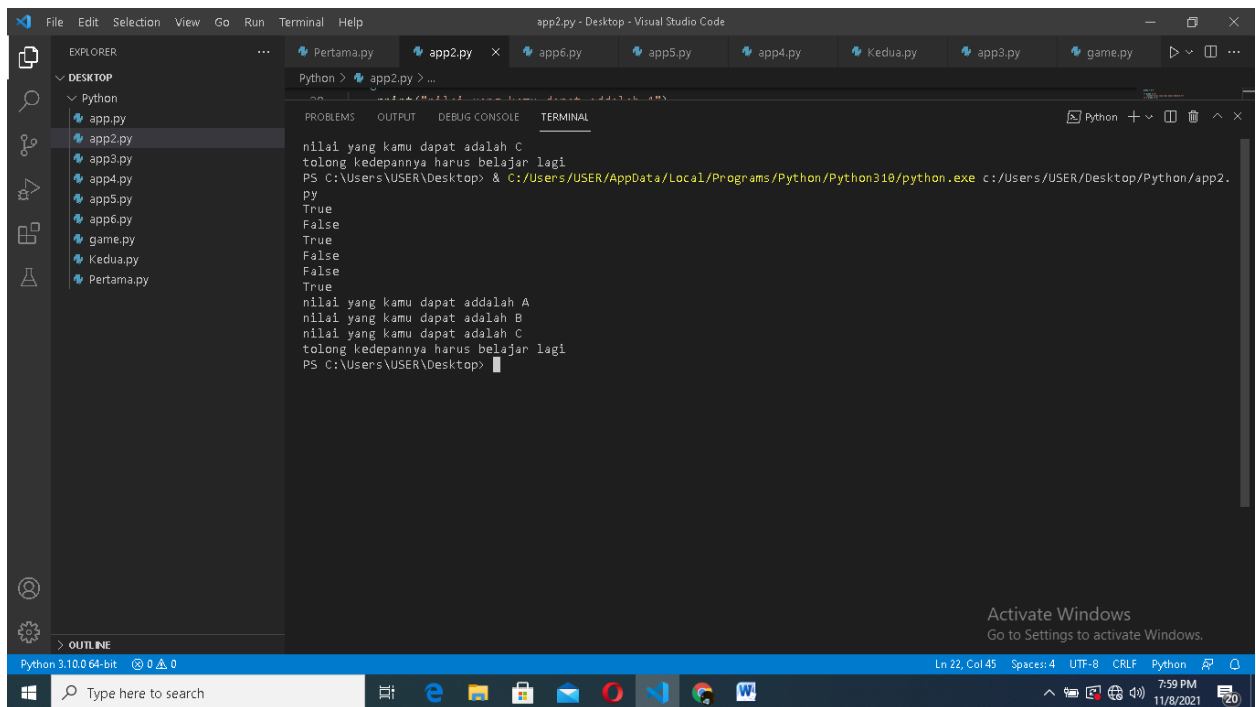 File Edit Selection View Go Run Terminal Help app2.py - Desktop - Visual Studio Code
EXPLORER
Pertama.py app2.py app6.py app5.py app4.py Kedua.py app3.py game.py
DESKTOP
Python > app2.py > ...
Python
app.py
app2.py
app3.py
app4.py
app5.py
app6.py
game.py
Kedua.py
Pertama.py
PROBLEMS OUTPUT DEBUG CONSOLE TERMINAL
Python
nilai yang kamu dapat adalah C
tolong kedepannya harus belajar lagi
PS C:\Users\USER\Desktop> & C:/Users/USER/AppData/Local/Programs/Python/Python310/python.exe c:/Users/USER/Desktop/Python/app2.
py
True
False
True
False
False
True
nilai yang kamu dapat addalah A
nilai yang kamu dapat adalah B
nilai yang kamu dapat adalah C
tolong kedepannya harus belajar lagi
PS C:\Users\USER\Desktop>
Activate Windows
Go to Settings to activate Windows.
OUTLINE
Python 3.10.0 64-bit 0 0 Ln 22, Col 45 Spaces: 4 UTF-8 CRLF Python
Type here to search
7:59 PM
11/8/2021
20